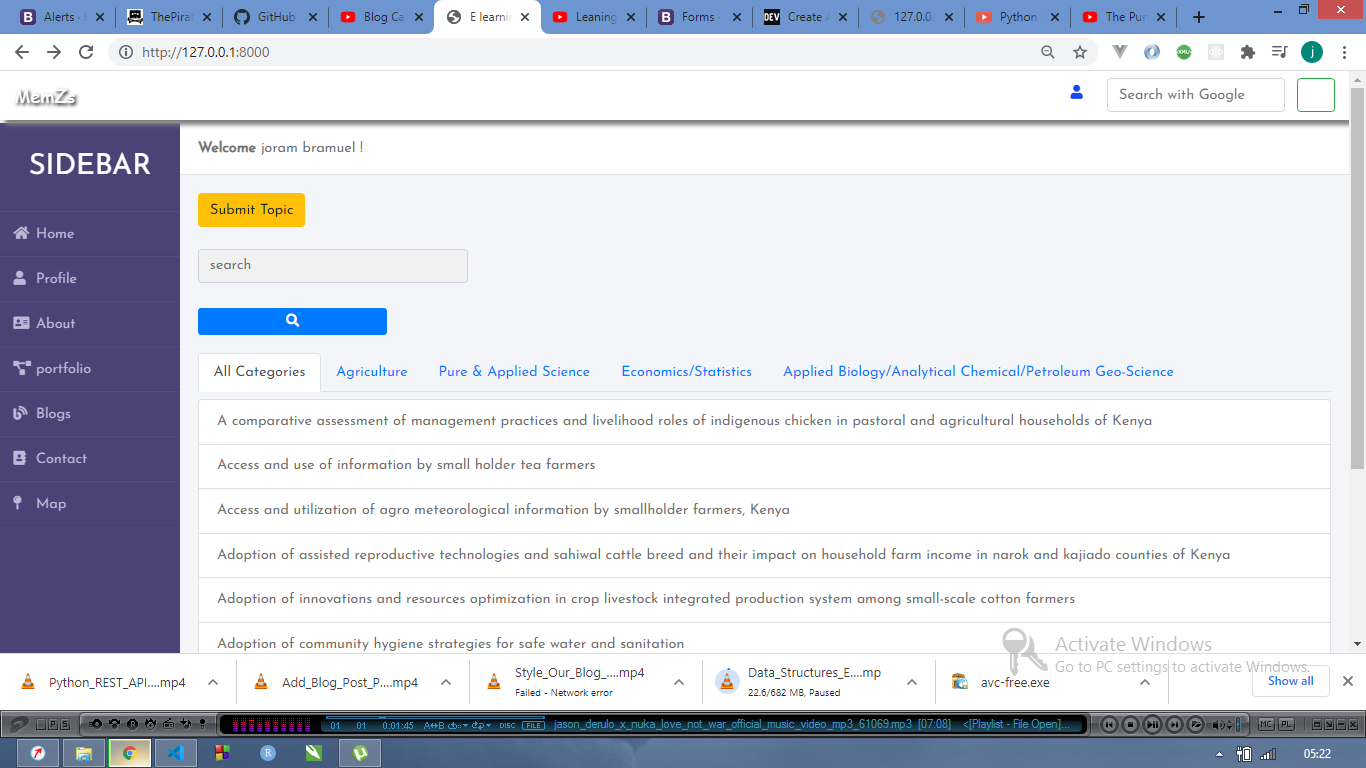 Alerts - 
ThePirat
GitHub
Blog Ca
E learni
Leaning
Forms -
DEV Create A
127.0.0.
Python
The Pur
http://127.0.0.1:8000
j
MemZs
Search with Google
SIDEBAR
Welcome joram bramuel !
Submit Topic
Home
search
Profile
About
portfolio
All Categories Agriculture Pure & Applied Science Economics/Statistics Applied Biology/Analytical Chemical/Petroleum Geo-Science
Blogs
A comparative assessment of management practices and livelihood roles of indigenous chicken in pastoral and agricultural households of Kenya
Contact
Access and use of information by small holder tea farmers
Map
Access and utilization of agro meteorological information by smallholder farmers, Kenya
Adoption of assisted reproductive technologies and sahiwal cattle breed and their impact on household farm income in narok and kajiado counties of Kenya
Adoption of innovations and resources optimization in crop livestock integrated production system among small-scale cotton farmers
Adoption of community hygiene strategies for safe water and sanitation
Activate Windows
Go to PC settings to activate Windows.
Python_REST_API....mp4
Add_Blog_Post_P....mp4
Style_Our_Blog_....mp4
Failed - Network error
Data_Structures_E....mp
22.6/682 MB, Paused
avc-free.exe
Show all
01 01 0:01:45 A↔B DISC FILE jason_derulo_x_nuka_love_not_war_official_music_video_mp3_61069.mp3 [07:08] <[Playlist - File Open]...
MC PL
05:22